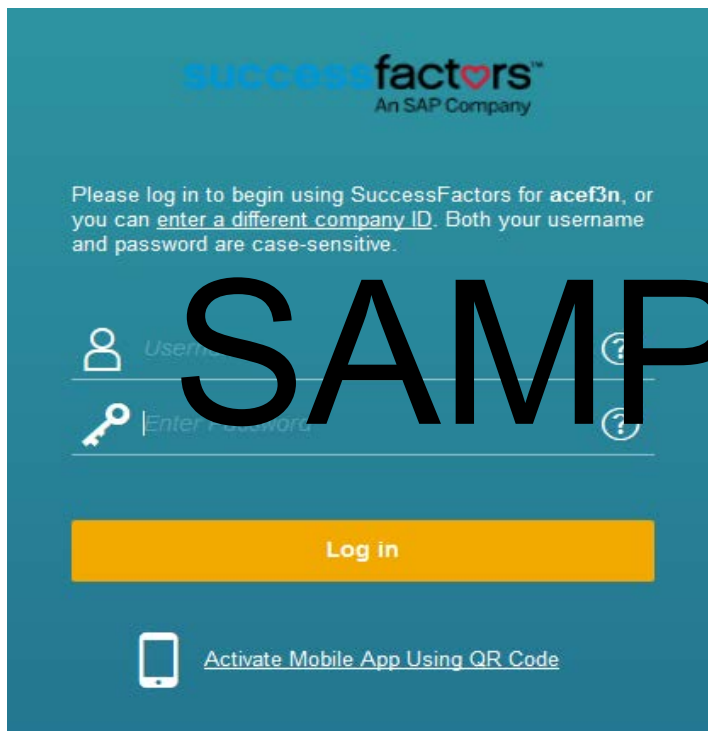 successfactors™
An SAP Company
Please log in to begin using SuccessFactors for acef3n, or
you can enter a different company ID. Both your username
and password are case-sensitive.
SAMP
Enter Password
Log in
Activate Mobile App Using QR Code